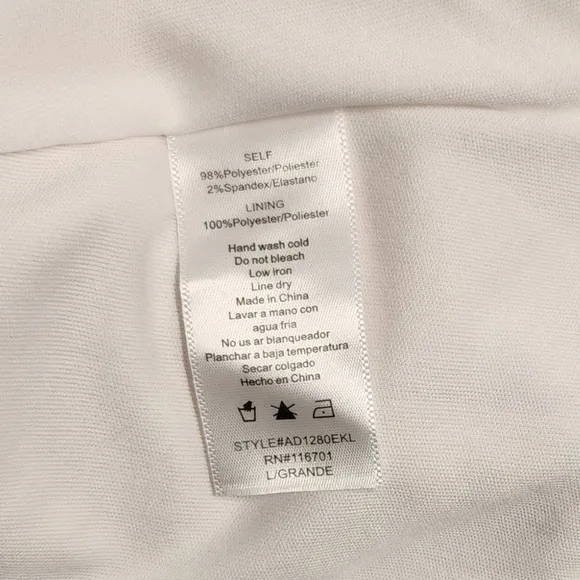 SELF
98%Polyester/Poliester
2%Spandex/Elastano
LINING
100%Polyester/Poliester
Hand wash cold
Do not bleach
Low iron
Line dry
Made in China
Lavar a mano con
agua fria
No us ar blanqueador
Planchar a baja temperatura
Secar colgado
Hecho en China
STYLE#AD1280EKL
RN#116701
L/GRANDE